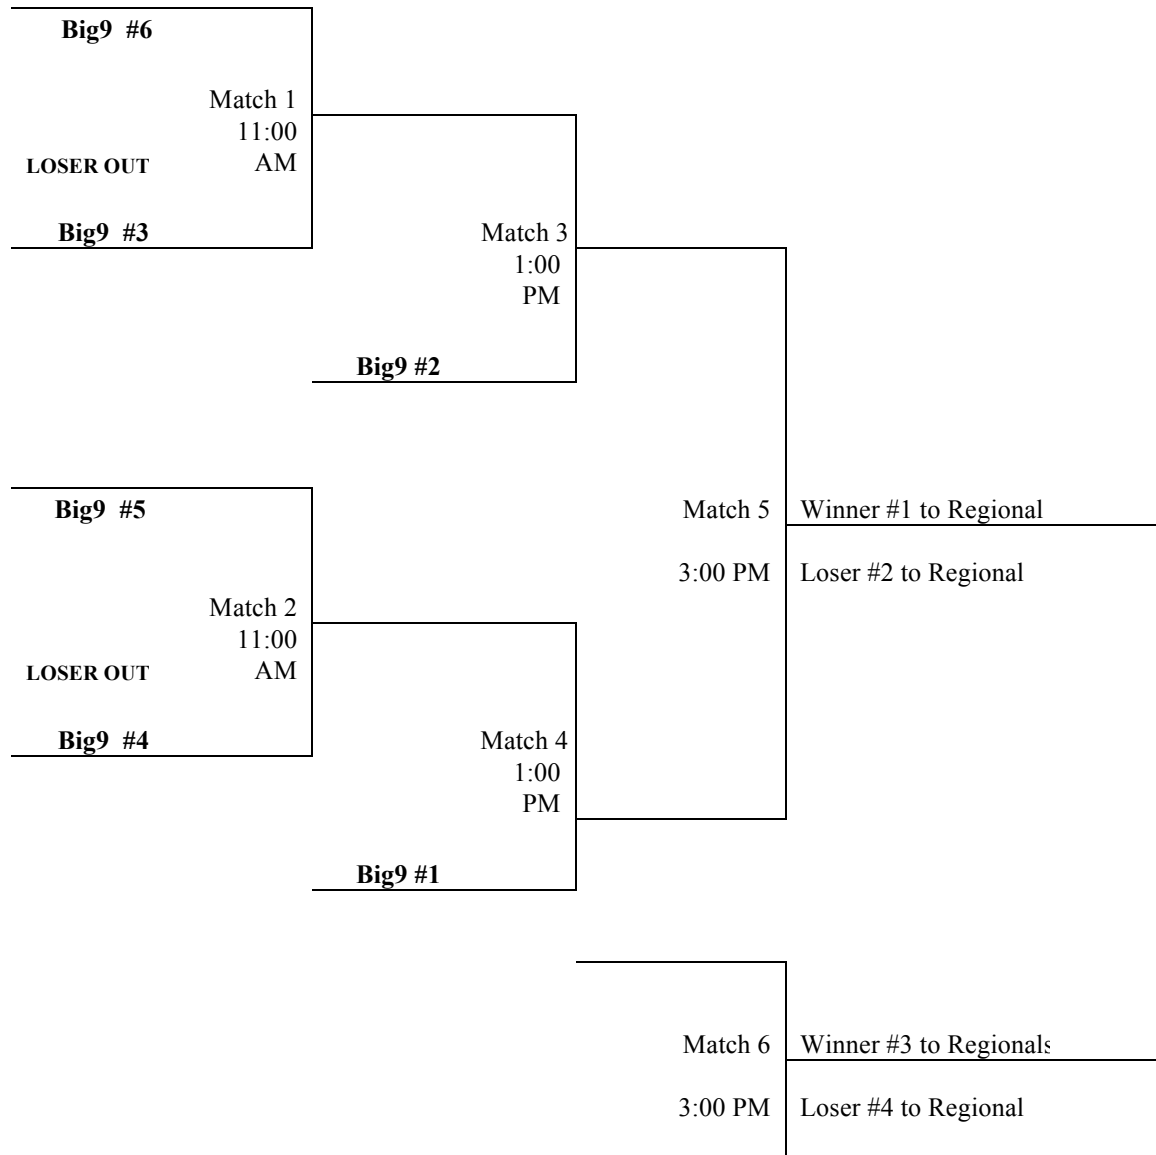 Big9 #6
Match 1
11:00
LOSER OUT AM
Big9 #3
Match 3
1:00
PM
Big9 #2
Big9 #5
Match 5 Winner #1 to Regional
3:00 PM Loser #2 to Regional
Match 2
11:00
LOSER OUT AM
Big9 #4
Match 4
1:00
PM
Big9 #1
Match 6 Winner #3 to Regionals
3:00 PM Loser #4 to Regional